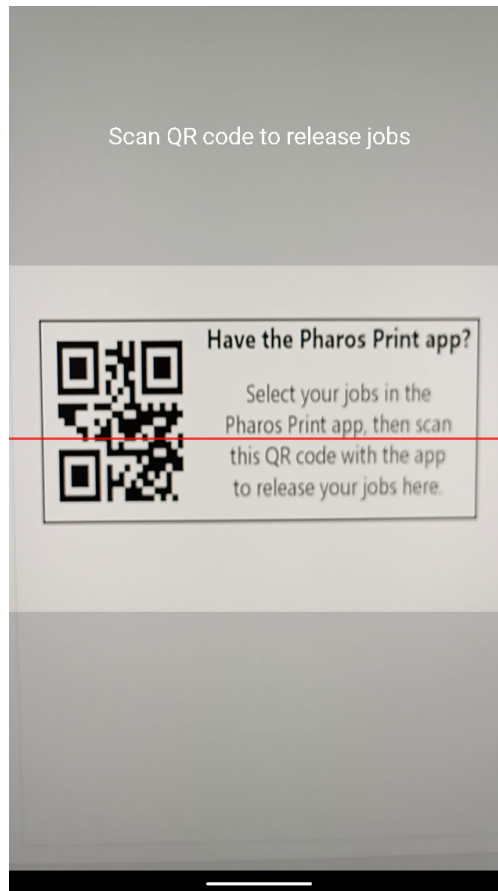 Scan QR code to release jobs
Have the Pharos Print app?
Select your jobs in the
Pharos Print app, then scan
this QR code with the app
to release your jobs here.